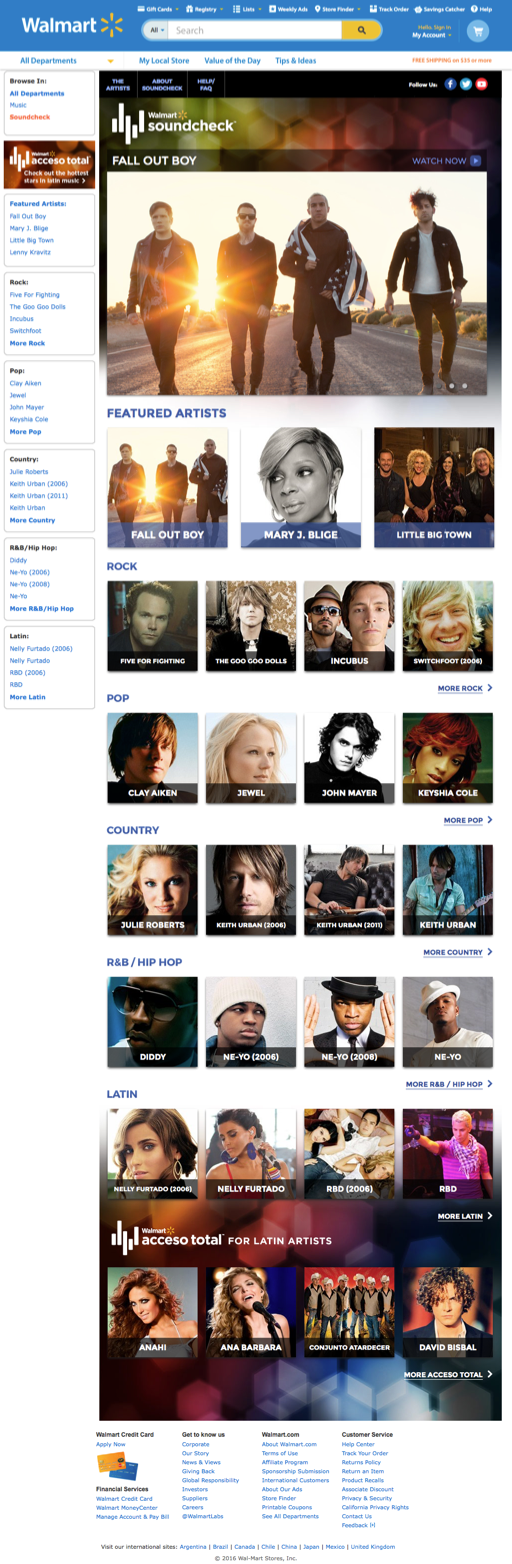 Gift Cards Registry Lists Weekly Ads Store Finder Track Order Savings Catcher Help
Walmart
All Search
Hello. Sign in
My Account
All Departments My Local Store Value of the Day Tips & Ideas FREE SHIPPING on $35 or more
Browse In:
All Departments
Music
Soundcheck
Walmart
acceso total
Check out the hottest
stars in latin music >
Featured Artists:
Fall Out Boy
Mary J. Blige
Little Big Town
Lenny Kravitz
Rock:
Five For Fighting
The Goo Goo Dolls
Incubus
Switchfoot
More Rock
Pop:
Clay Aiken
Jewel
John Mayer
Keyshia Cole
More Pop
Country:
Julie Roberts
Keith Urban (2006)
Keith Urban (2011)
Keith Urban
More Country
R&B/Hip Hop:
Diddy
Ne-Yo (2006)
Ne-Yo (2008)
Ne-Yo
More R&B/Hip Hop
Latin:
Nelly Furtado (2006)
Nelly Furtado
RBD (2006)
RBD
More Latin
THE ARTISTS
ABOUT SOUNDCHECK
HELP/ FAQ
Follow Us:
Walmart
soundcheck
FALL OUT BOY WATCH NOW
FEATURED ARTISTS
FALL OUT BOY MARY J. BLIGE LITTLE BIG TOWN
ROCK
FIVE FOR FIGHTING THE GOO GOO DOLLS INCUBUS SWITCHFOOT (2006)
MORE ROCK
POP
CLAY AIKEN JEWEL JOHN MAYER KEYSHIA COLE
MORE POP
COUNTRY
JULIE ROBERTS KEITH URBAN (2006) KEITH URBAN (2011) KEITH URBAN
MORE COUNTRY
R&B / HIP HOP
DIDDY NE-YO (2006) NE-YO (2008) NE-YO
MORE R&B / HIP HOP
LATIN
NELLY FURTADO (2006) NELLY FURTADO RBD (2006) RBD
MORE LATIN
Walmart
acceso total FOR LATIN ARTISTS
ANAHI ANA BARBARA CONJUNTO ATARDECER DAVID BISBAL
MORE ACCESO TOTAL
Walmart Credit Card
Apply Now
Financial Services
Walmart Credit Card
Walmart MoneyCenter
Manage Account & Pay Bill
Get to know us
Corporate
Our Story
News & Views
Giving Back
Global Responsibility
Investors
Suppliers
Careers
@WalmartLabs
Walmart.com
About Walmart.com
Terms of Use
Affiliate Program
Sponsorship Submission
International Customers
About Our Ads
Store Finder
Printable Coupons
See All Departments
Customer Service
Help Center
Track Your Order
Returns Policy
Return an Item
Product Recalls
Associate Discount
Privacy & Security
California Privacy Rights
Contact Us
Feedback [+]
Visit our international sites: Argentina | Brazil | Canada | Chile | China | Japan | Mexico | United Kingdom
© 2016 Wal-Mart Stores, Inc.